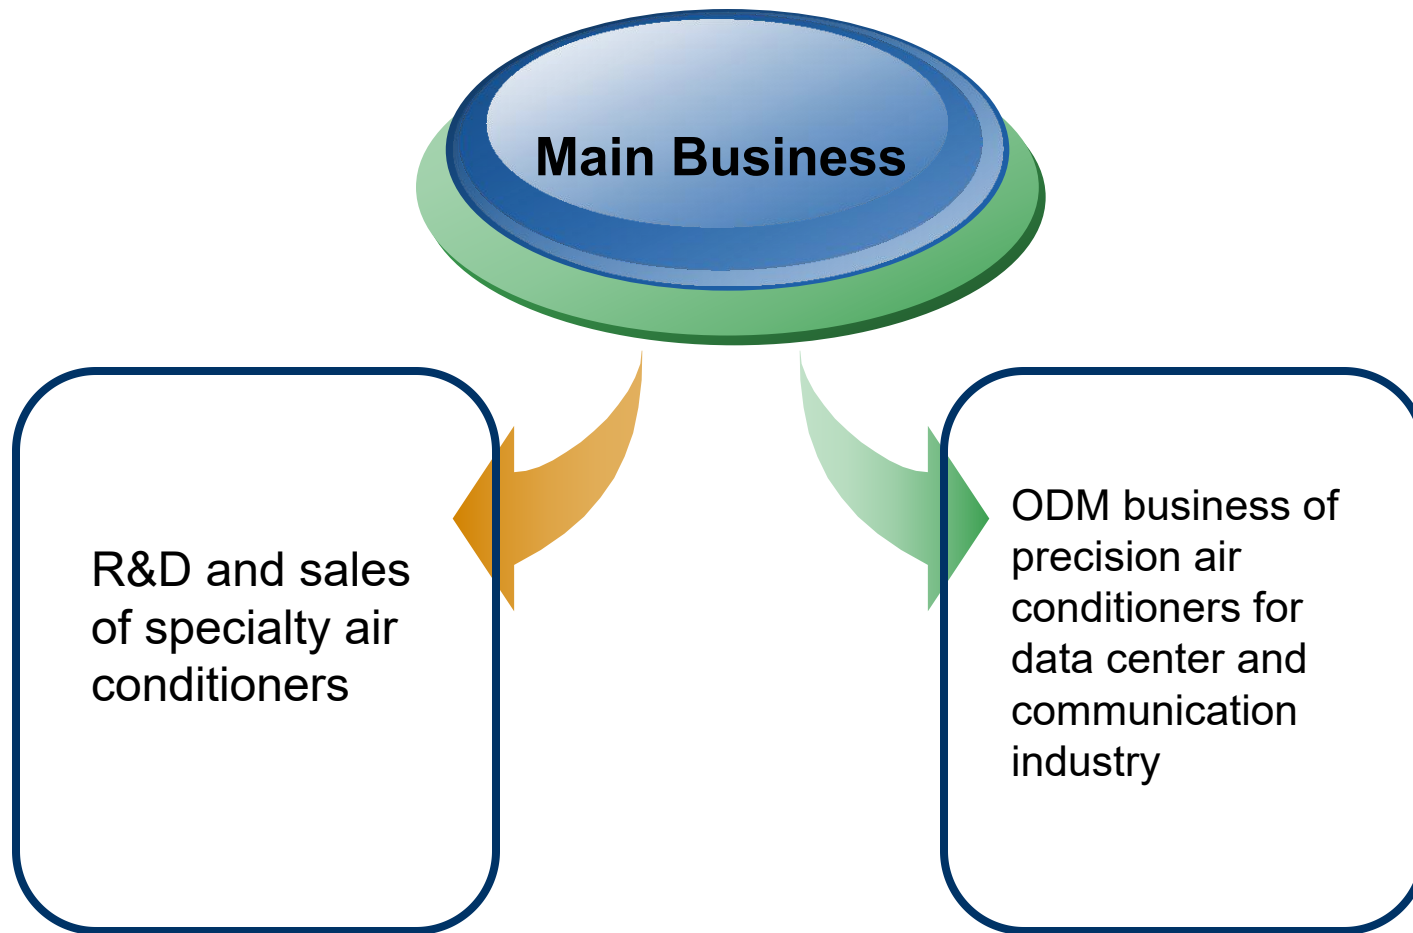 Main Business
R&D and sales
of specialty air
conditioners
ODM business of
precision air
conditioners for
data center and
communication
industry